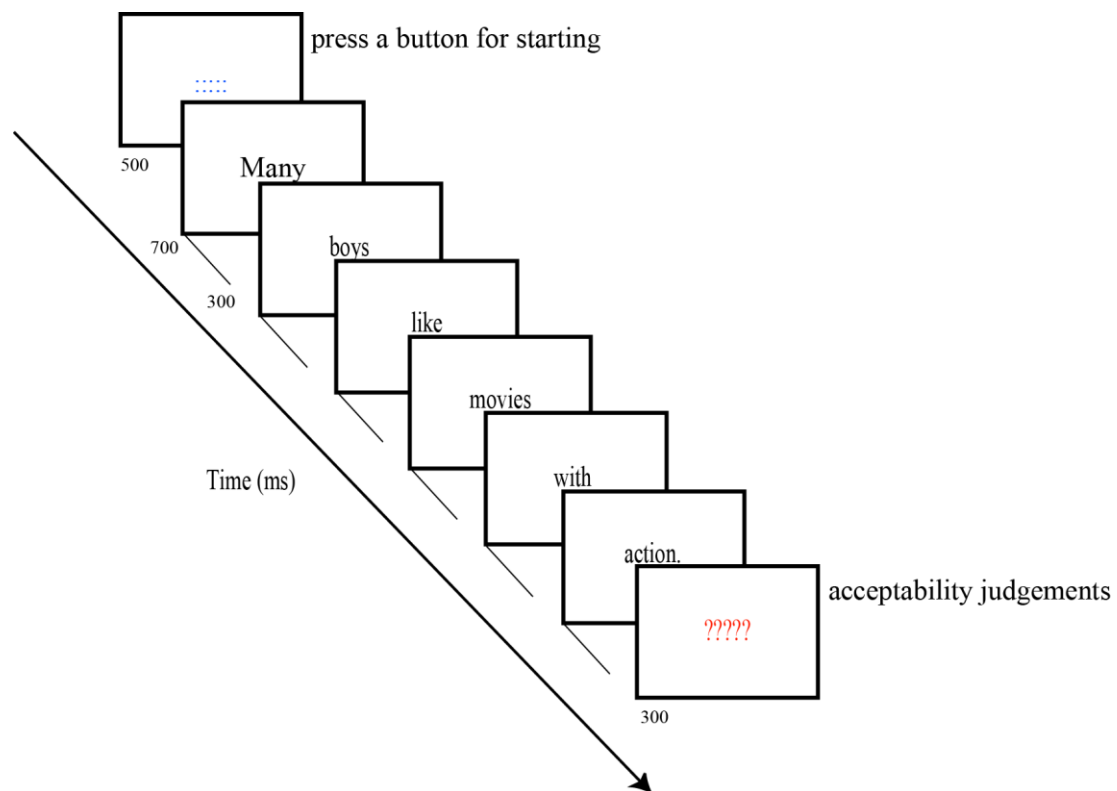 press a button for starting
:::::
500
Many
700
boys
300
like
movies
Time (ms)
with
action.
acceptability judgements
?????
300